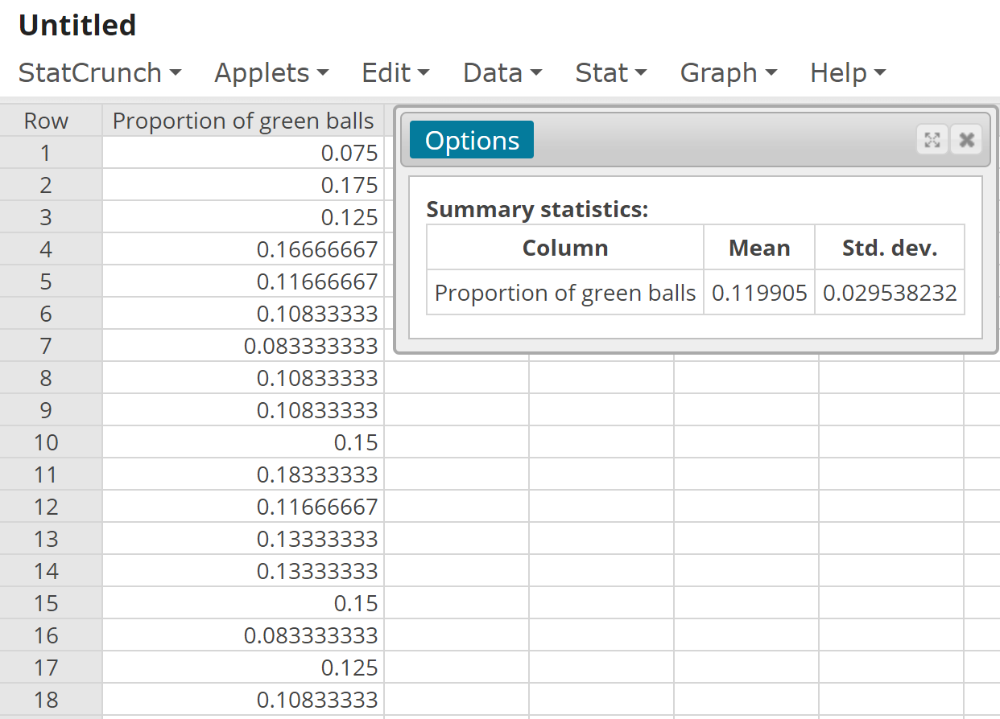 Untitled
StatCrunch Applets Edit Data Stat Graph Help
Row Proportion of green balls
1 0.075
2 0.175
3 0.125
4 0.16666667
5 0.11666667
6 0.10833333
7 0.083333333
8 0.10833333
9 0.10833333
10 0.15
11 0.18333333
12 0.11666667
13 0.13333333
14 0.13333333
15 0.15
16 0.083333333
17 0.125
18 0.10833333
Options
Summary statistics:
Column Mean Std. dev.
Proportion of green balls 0.119905 0.029538232